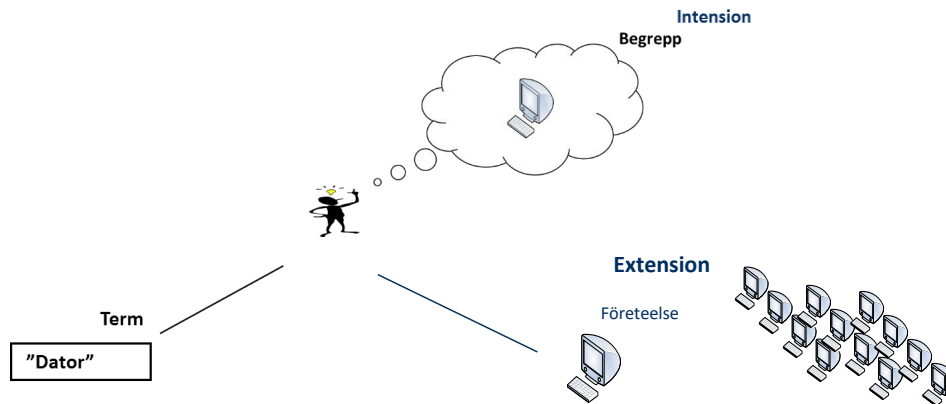 Intension
Begrepp
Extension
Företeelse
Term
”Dator”